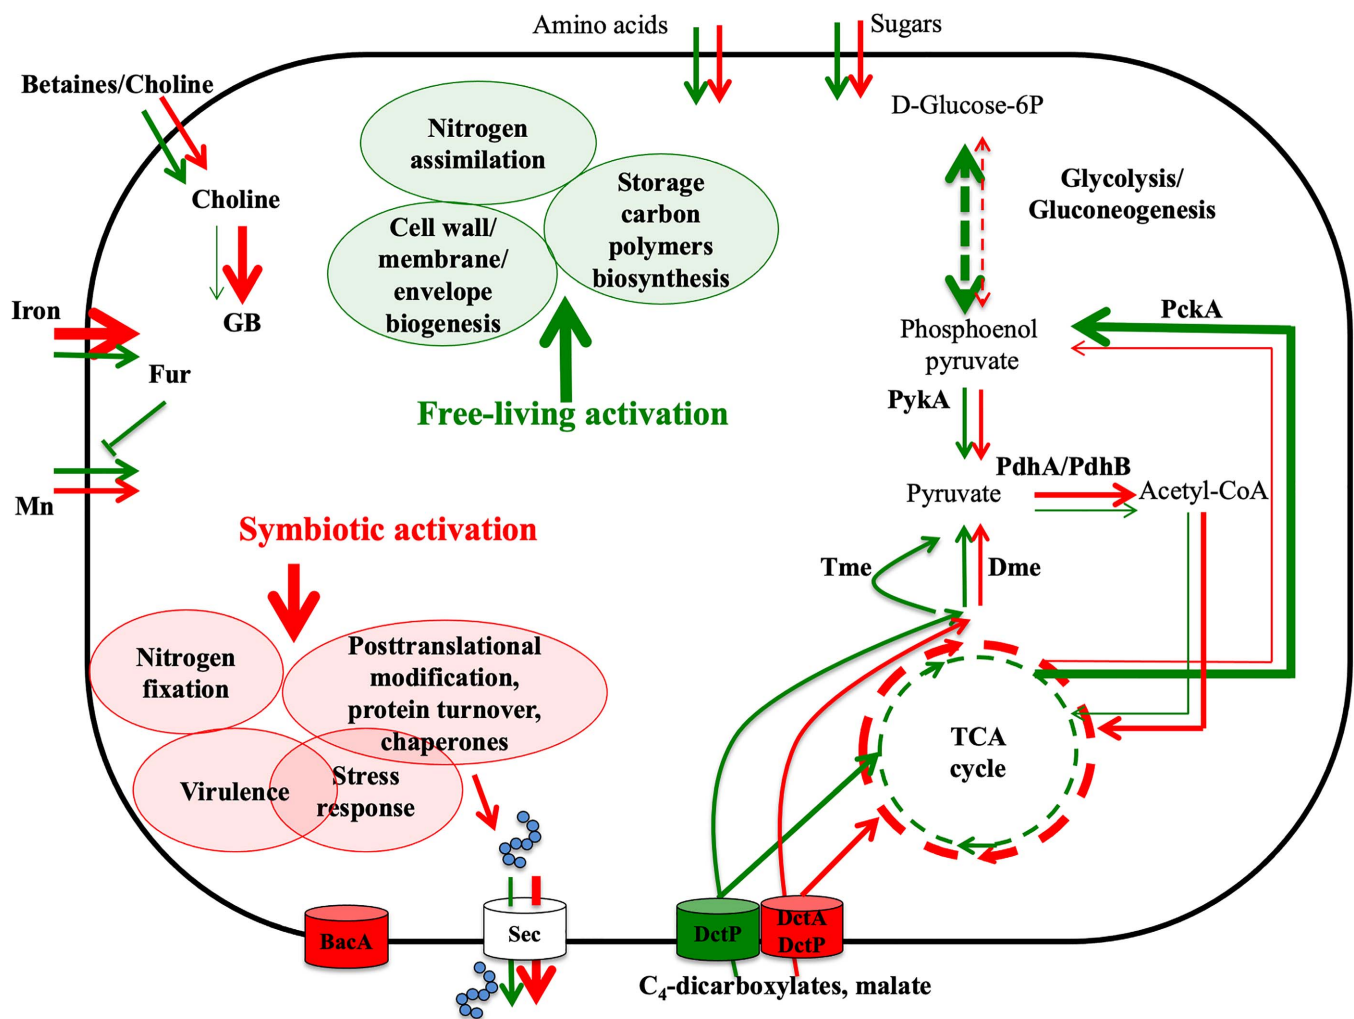 Amino acids
Sugars
Betaines/Choline
D-Glucose-6P
Nitrogen
assimilation
Storage
carbon
polymers
biosynthesis
Glycolysis/
Gluconeogenesis
Choline
Cell wall/
membrane/
envelope
biogenesis
Iron
GB
PckA
Phosphoenol
pyruvate
Fur
Free-living activation
PykA
PdhA/PdhB
Pyruvate
Acetyl-CoA
Mn
Symbiotic activation
Tme
Dme
Nitrogen
fixation
Posttranslational
modification,
protein turnover,
chaperones
TCA
cycle
Virulence
Stress
response
BacA
Sec
DctP
DctA
DctP
C₄-dicarboxylates, malate